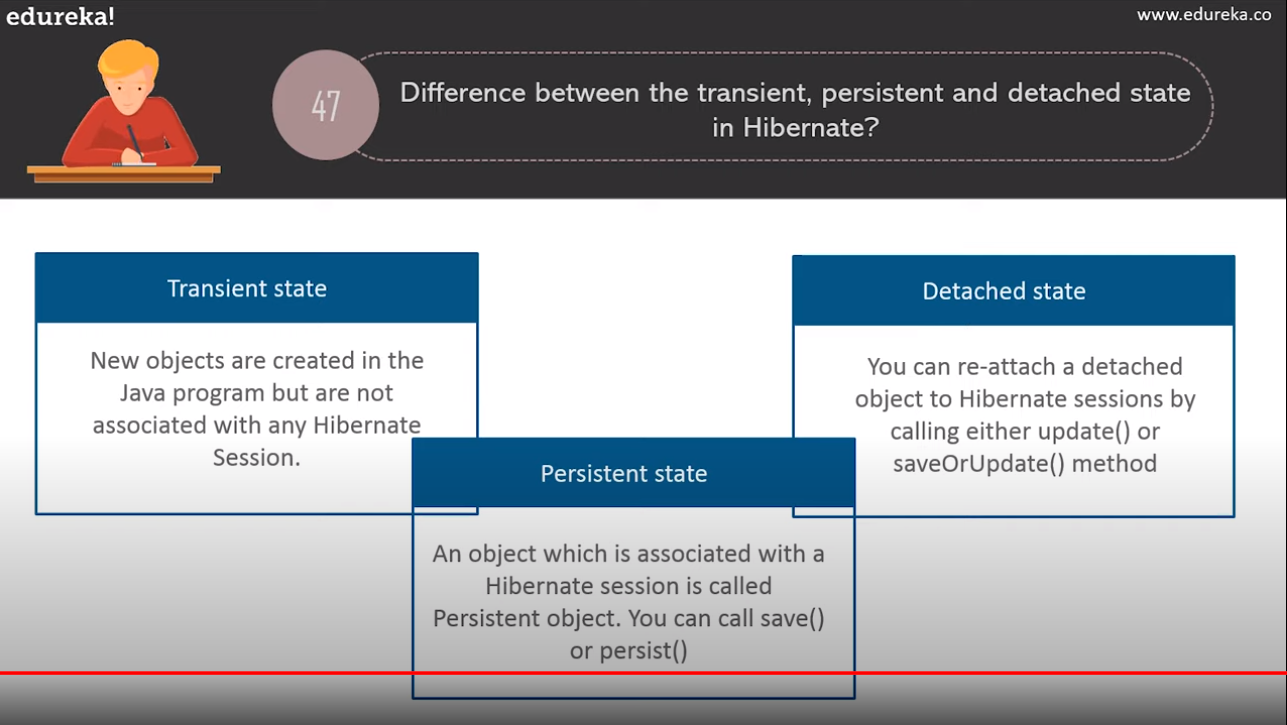 edureka!
www.edureka.co
47
Difference between the transient, persistent and detached state
in Hibernate?
Transient state
New objects are created in the
Java program but are not
associated with any Hibernate
Session.
Persistent state
An object which is associated with a
Hibernate session is called
Persistent object. You can call save()
or persist()
Detached state
You can re-attach a detached
object to Hibernate sessions by
calling either update() or
saveOrUpdate() method